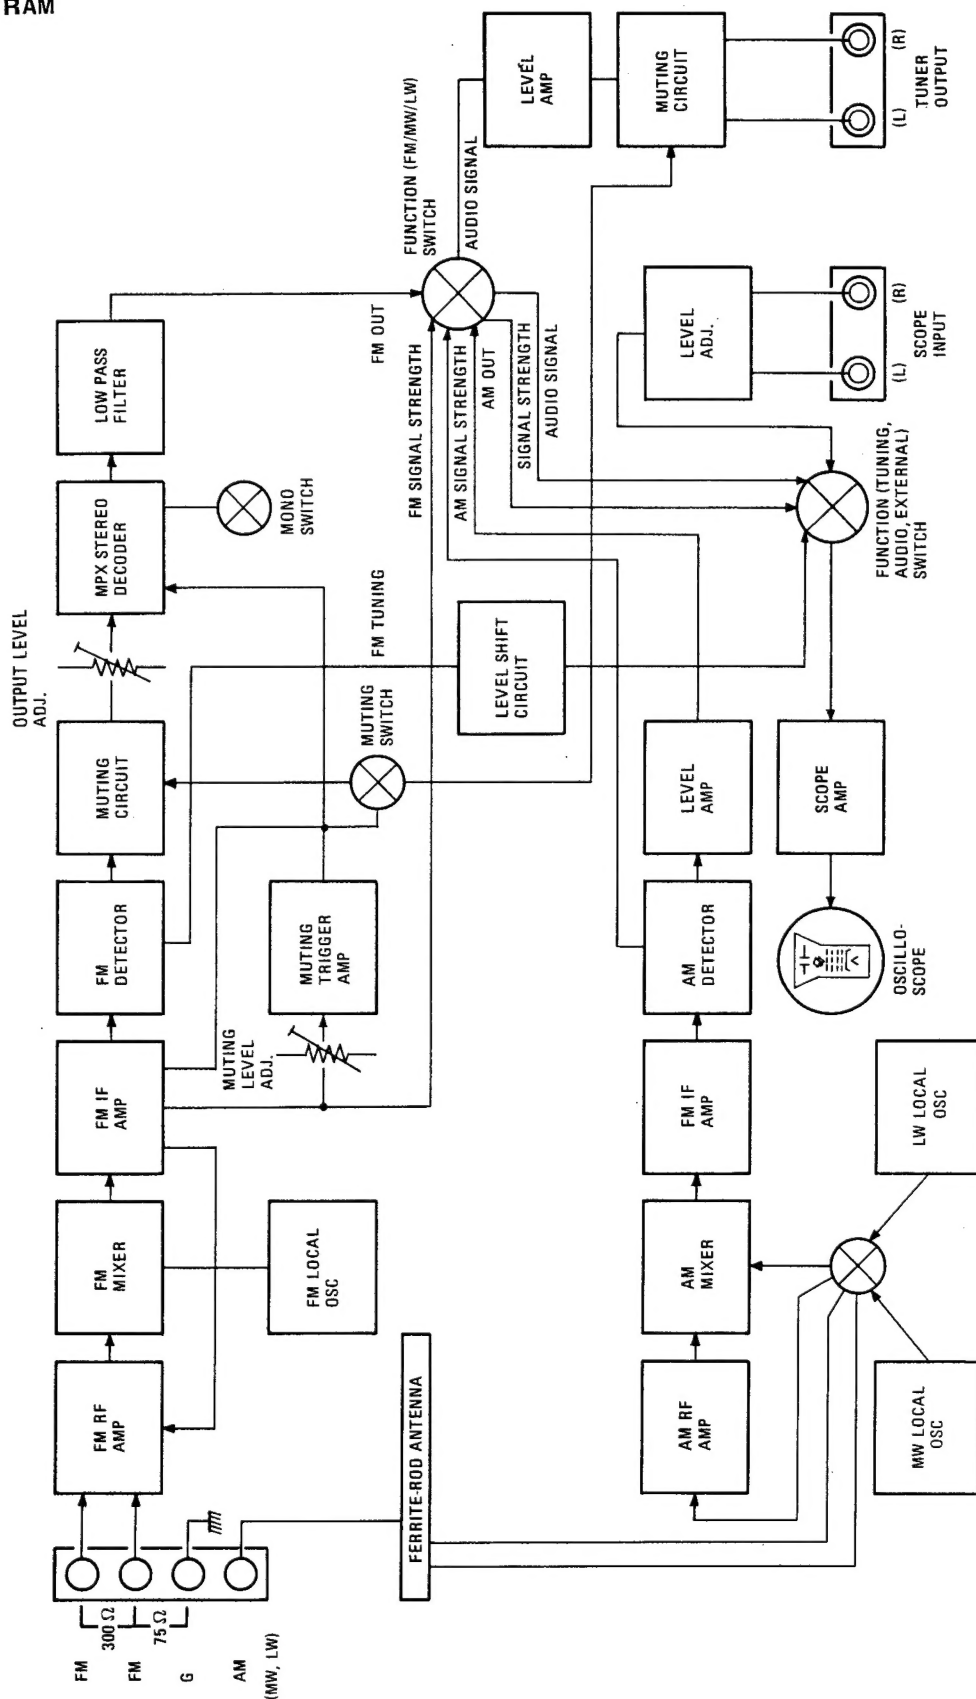 RAM
FM
300 Ω
FM
75 Ω
G
AM
(MW, LW)
FM RF
AMP
FM
MIXER
FM IF
AMP
FM
DETECTOR
MUTING
CIRCUIT
OUTPUT LEVEL
ADJ.
MPX STEREO
DECODER
LOW PASS
FILTER
FM LOCAL
OSC
MUTING
LEVEL
ADJ.
MUTING
TRIGGER
AMP
MUTING
SWITCH
MONO
SWITCH
FM TUNING
FM OUT
FM SIGNAL STRENGTH
AM SIGNAL STRENGTH
AM OUT
SIGNAL STRENGTH
AUDIO SIGNAL
FUNCTION (FM/MW/LW)
SWITCH
AUDIO SIGNAL
LEVEL
AMP
MUTING
CIRCUIT
(L)
(R)
TUNER
OUTPUT
FERRITE-ROD ANTENNA
LEVEL SHIFT
CIRCUIT
AM RF
AMP
AM
MIXER
FM IF
AMP
AM
DETECTOR
LEVEL
AMP
LEVEL
ADJ.
(L)
(R)
SCOPE
INPUT
MW LOCAL
OSC
LW LOCAL
OSC
OSCILLO-
SCOPE
SCOPE
AMP
FUNCTION (TUNING,
AUDIO, EXTERNAL)
SWITCH